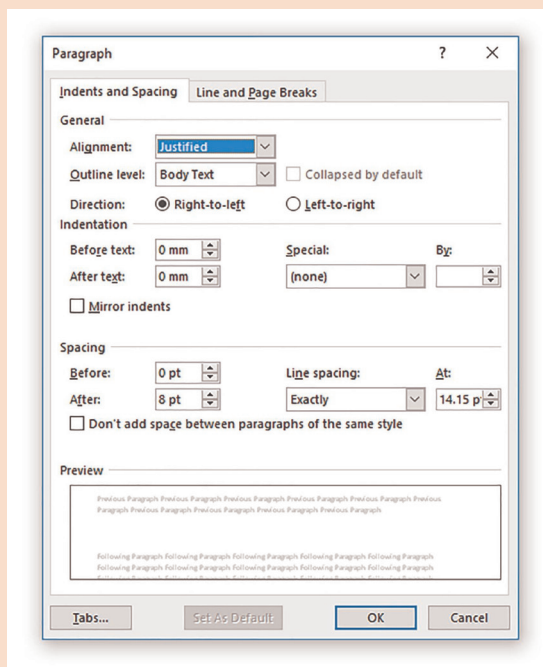 Paragraph ? X
Indents and Spacing Line and Page Breaks
General
Alignment: Justified
Outline level: Body Text Collapsed by default
Direction: Right-to-left Left-to-right
Indentation
Before text: 0 mm Special: By:
After text: 0 mm (none)
Mirror indents
Spacing
Before: 0 pt Line spacing: At:
After: 8 pt Exactly 14.15 p
Don't add space between paragraphs of the same style
Preview
Previous Paragraph Previous Paragraph Previous Paragraph Previous Paragraph Previous Paragraph Previous
Paragraph Previous Paragraph Previous Paragraph Previous Paragraph Previous Paragraph
Following Paragraph Following Paragraph Following Paragraph Following Paragraph Following Paragraph
Following Paragraph Following Paragraph Following Paragraph Following Paragraph Following Paragraph
Tabs... Set As Default OK Cancel